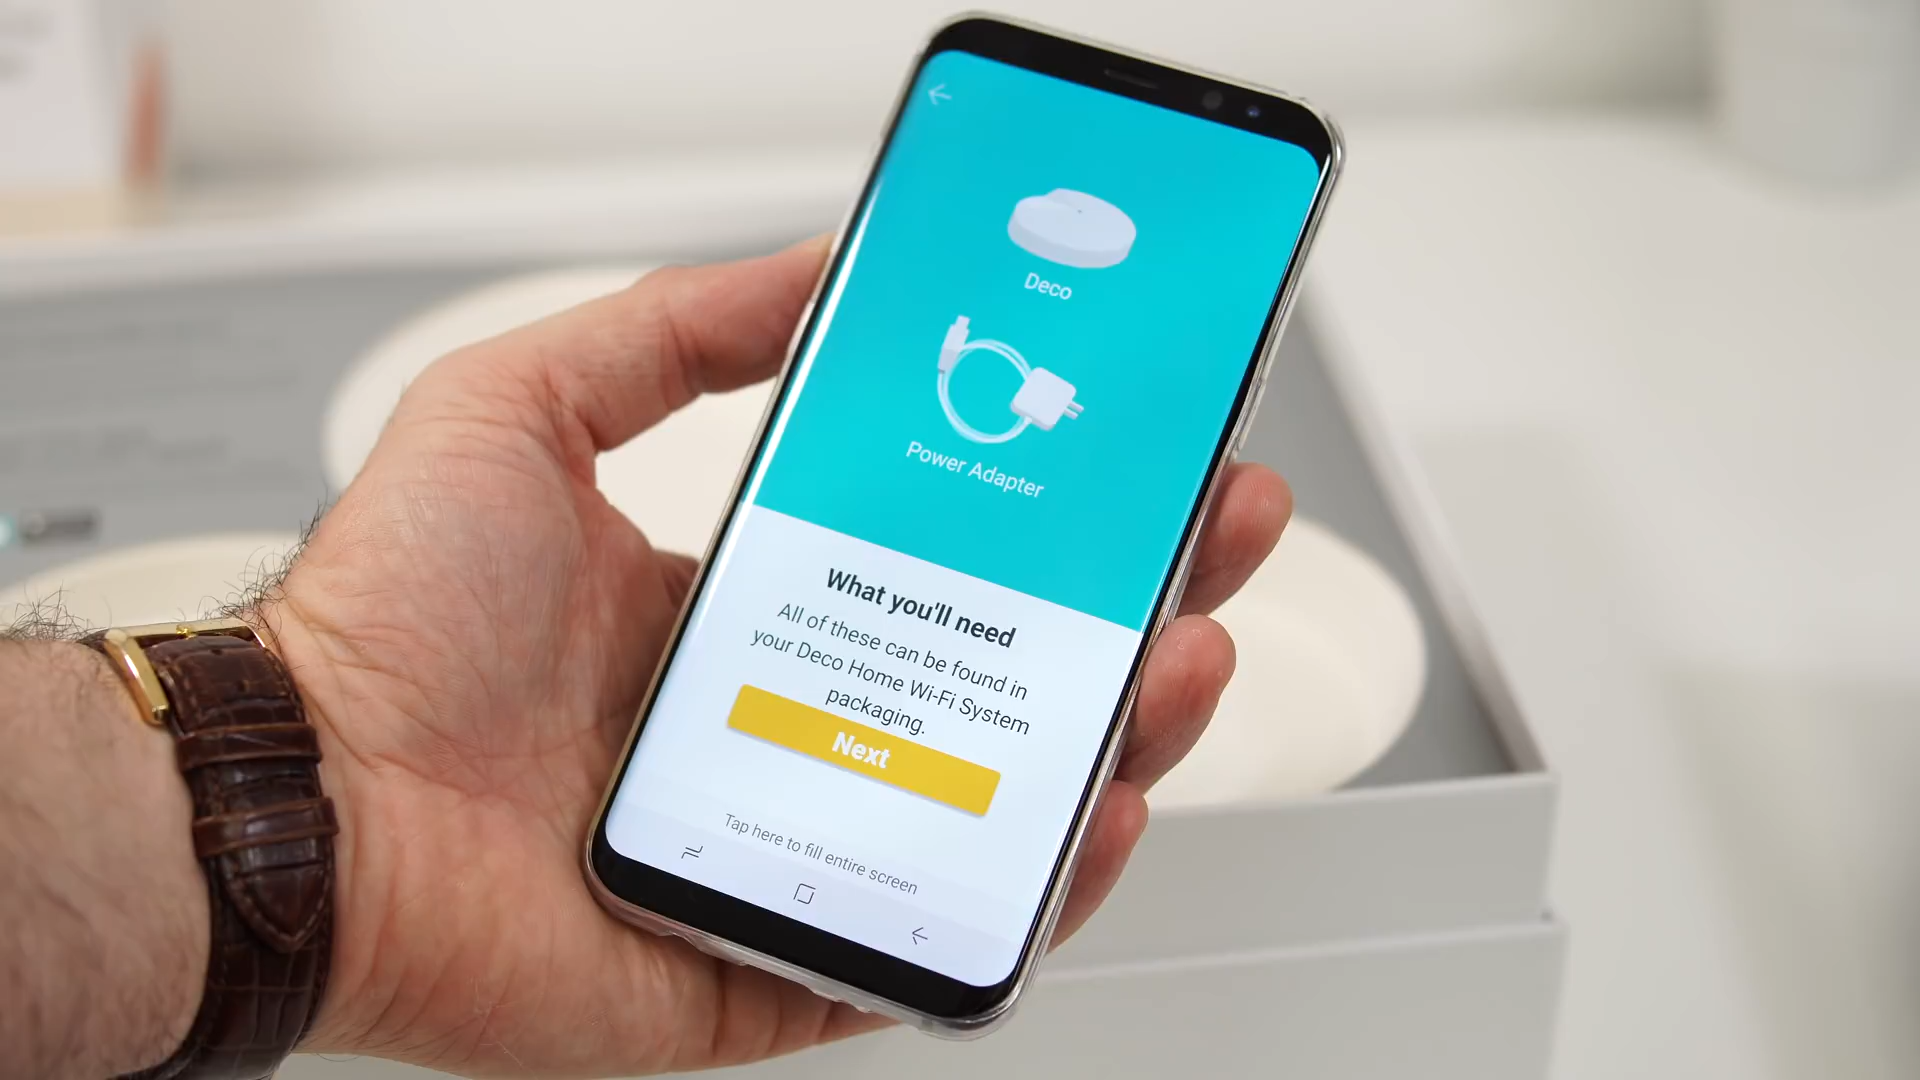 Deco
Power Adapter
What you'll need
All of these can be found in
your Deco Home Wi-Fi System
packaging.
Next
Tap here to fill entire screen